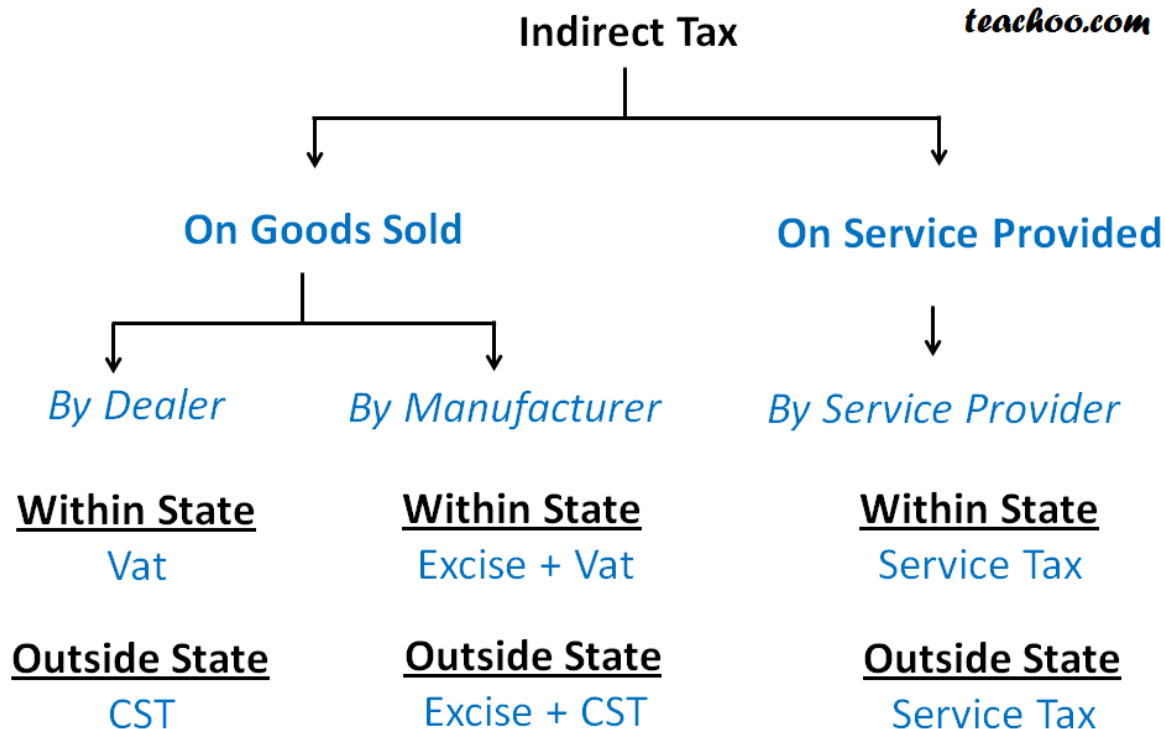 Indirect Tax
teachoo.com
On Goods Sold
On Service Provided
By Dealer
By Manufacturer
By Service Provider
Within State
Vat
Outside State
CST
Within State
Excise + Vat
Outside State
Excise + CST
Within State
Service Tax
Outside State
Service Tax